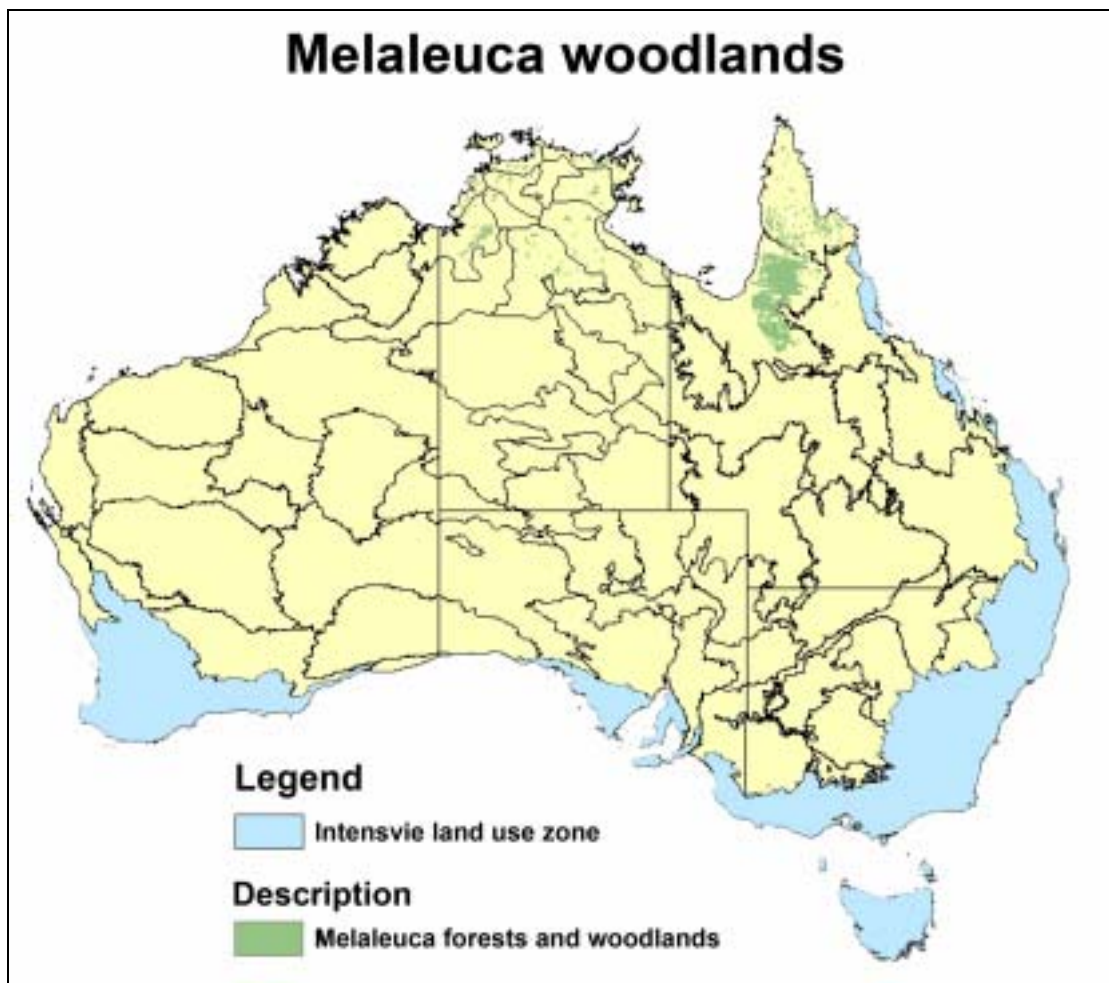 Melaleuca woodlands
Legend
Intensvie land use zone
Description
Melaleuca forests and woodlands